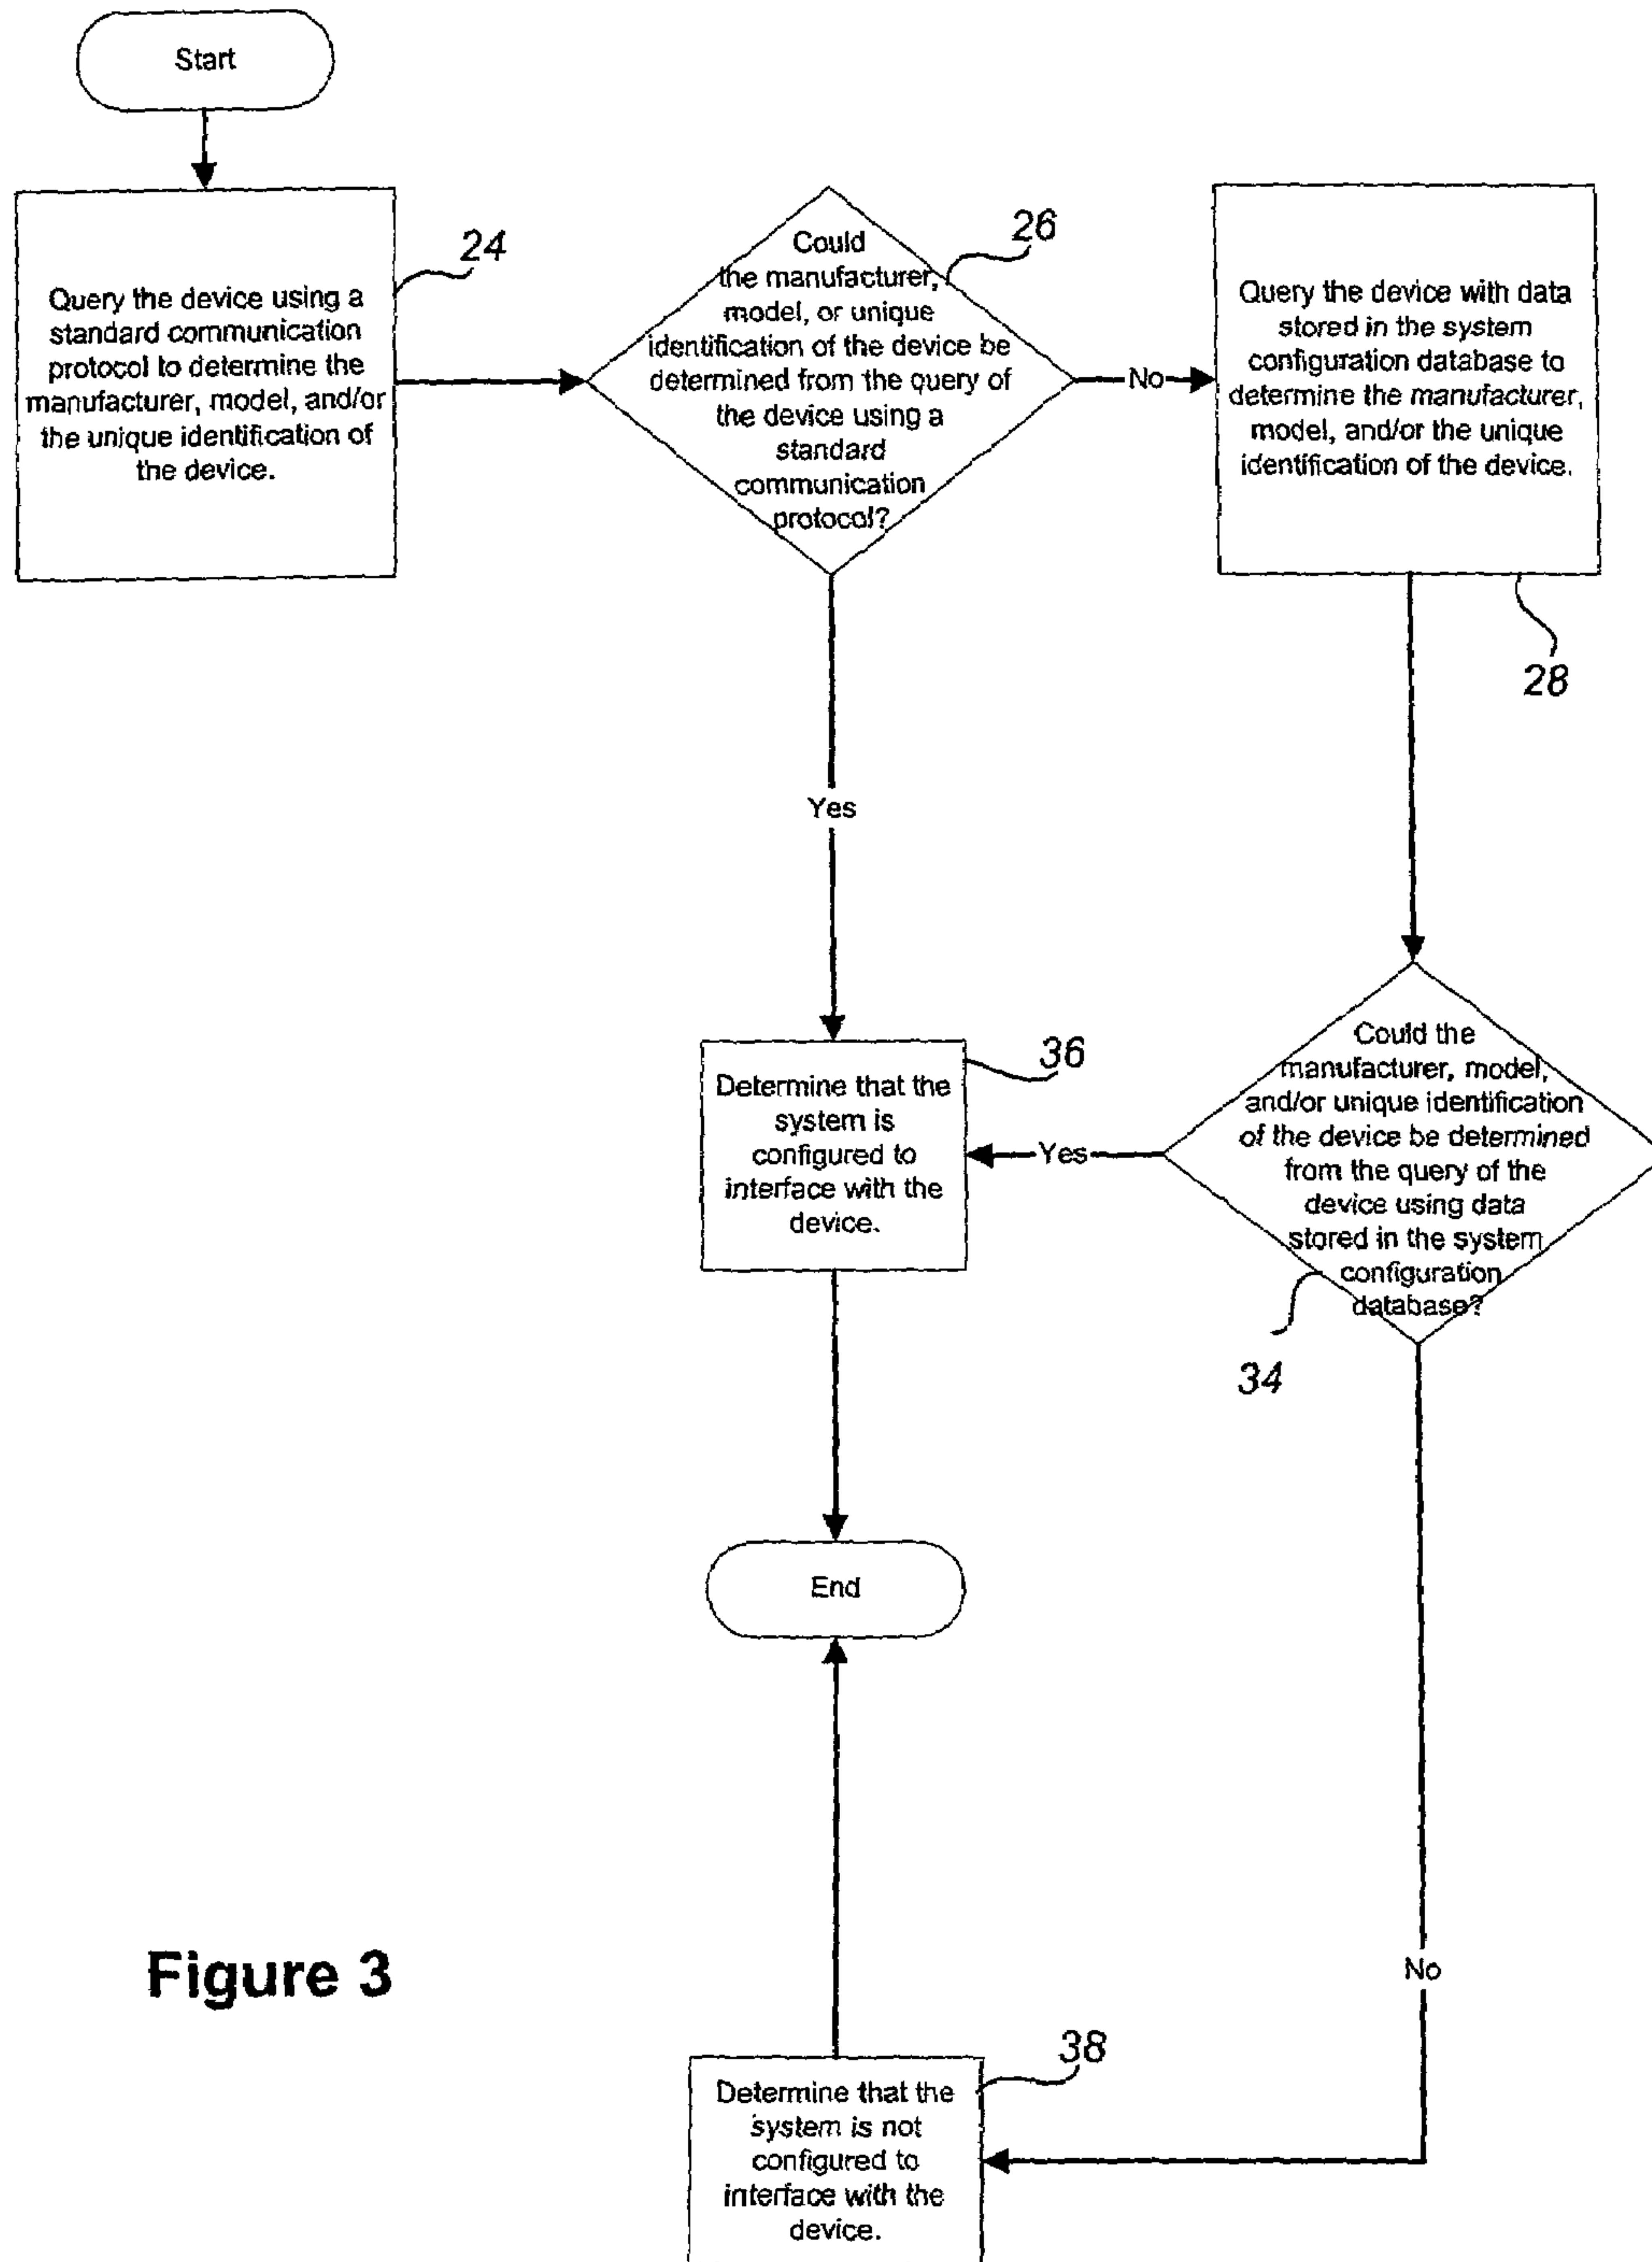 Start
24
Query the device using a
standard communication
protocol to determine the
manufacturer, model, and/or
the unique identification of
the device.
26
Could
the manufacturer,
model, or unique
identification of the device be
determined from the query of
the device using a
standard
communication
protocol?
No
Query the device with data
stored in the system
configuration database to
determine the manufacturer,
model, and/or the unique
identification of the device.
28
Yes
36
Determine that the
system is
configured to
interface with the
device.
Yes
Could the
manufacturer, model,
and/or unique identification
of the device be determined
from the query of the
device using data
stored in the system
configuration
database?
34
End
No
Figure 3
38
Determine that the
system is not
configured to
interface with the
device.